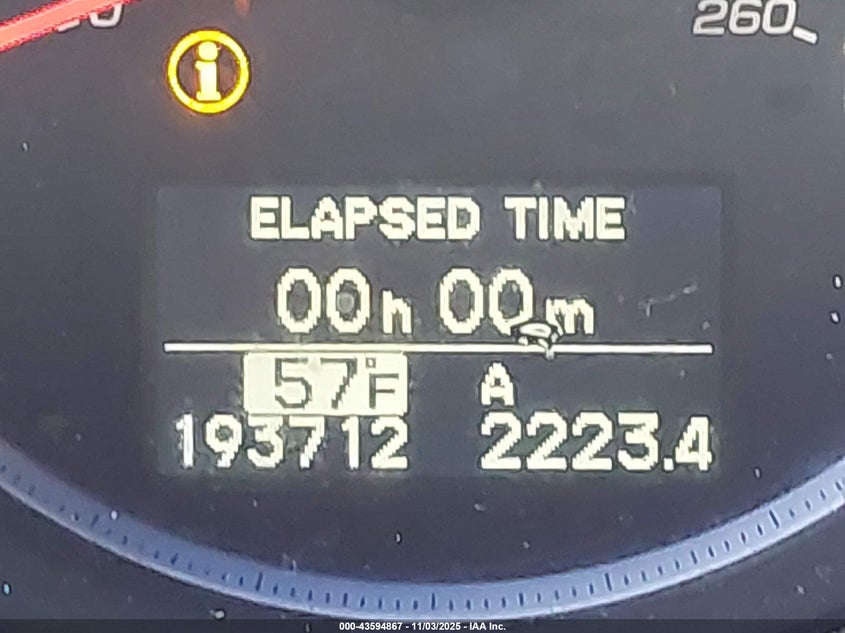 260
i
ELAPSED TIME
00h 00m
57°F A
193712 2223.4
000-43594867 - 11/03/2025 - IAA Inc.